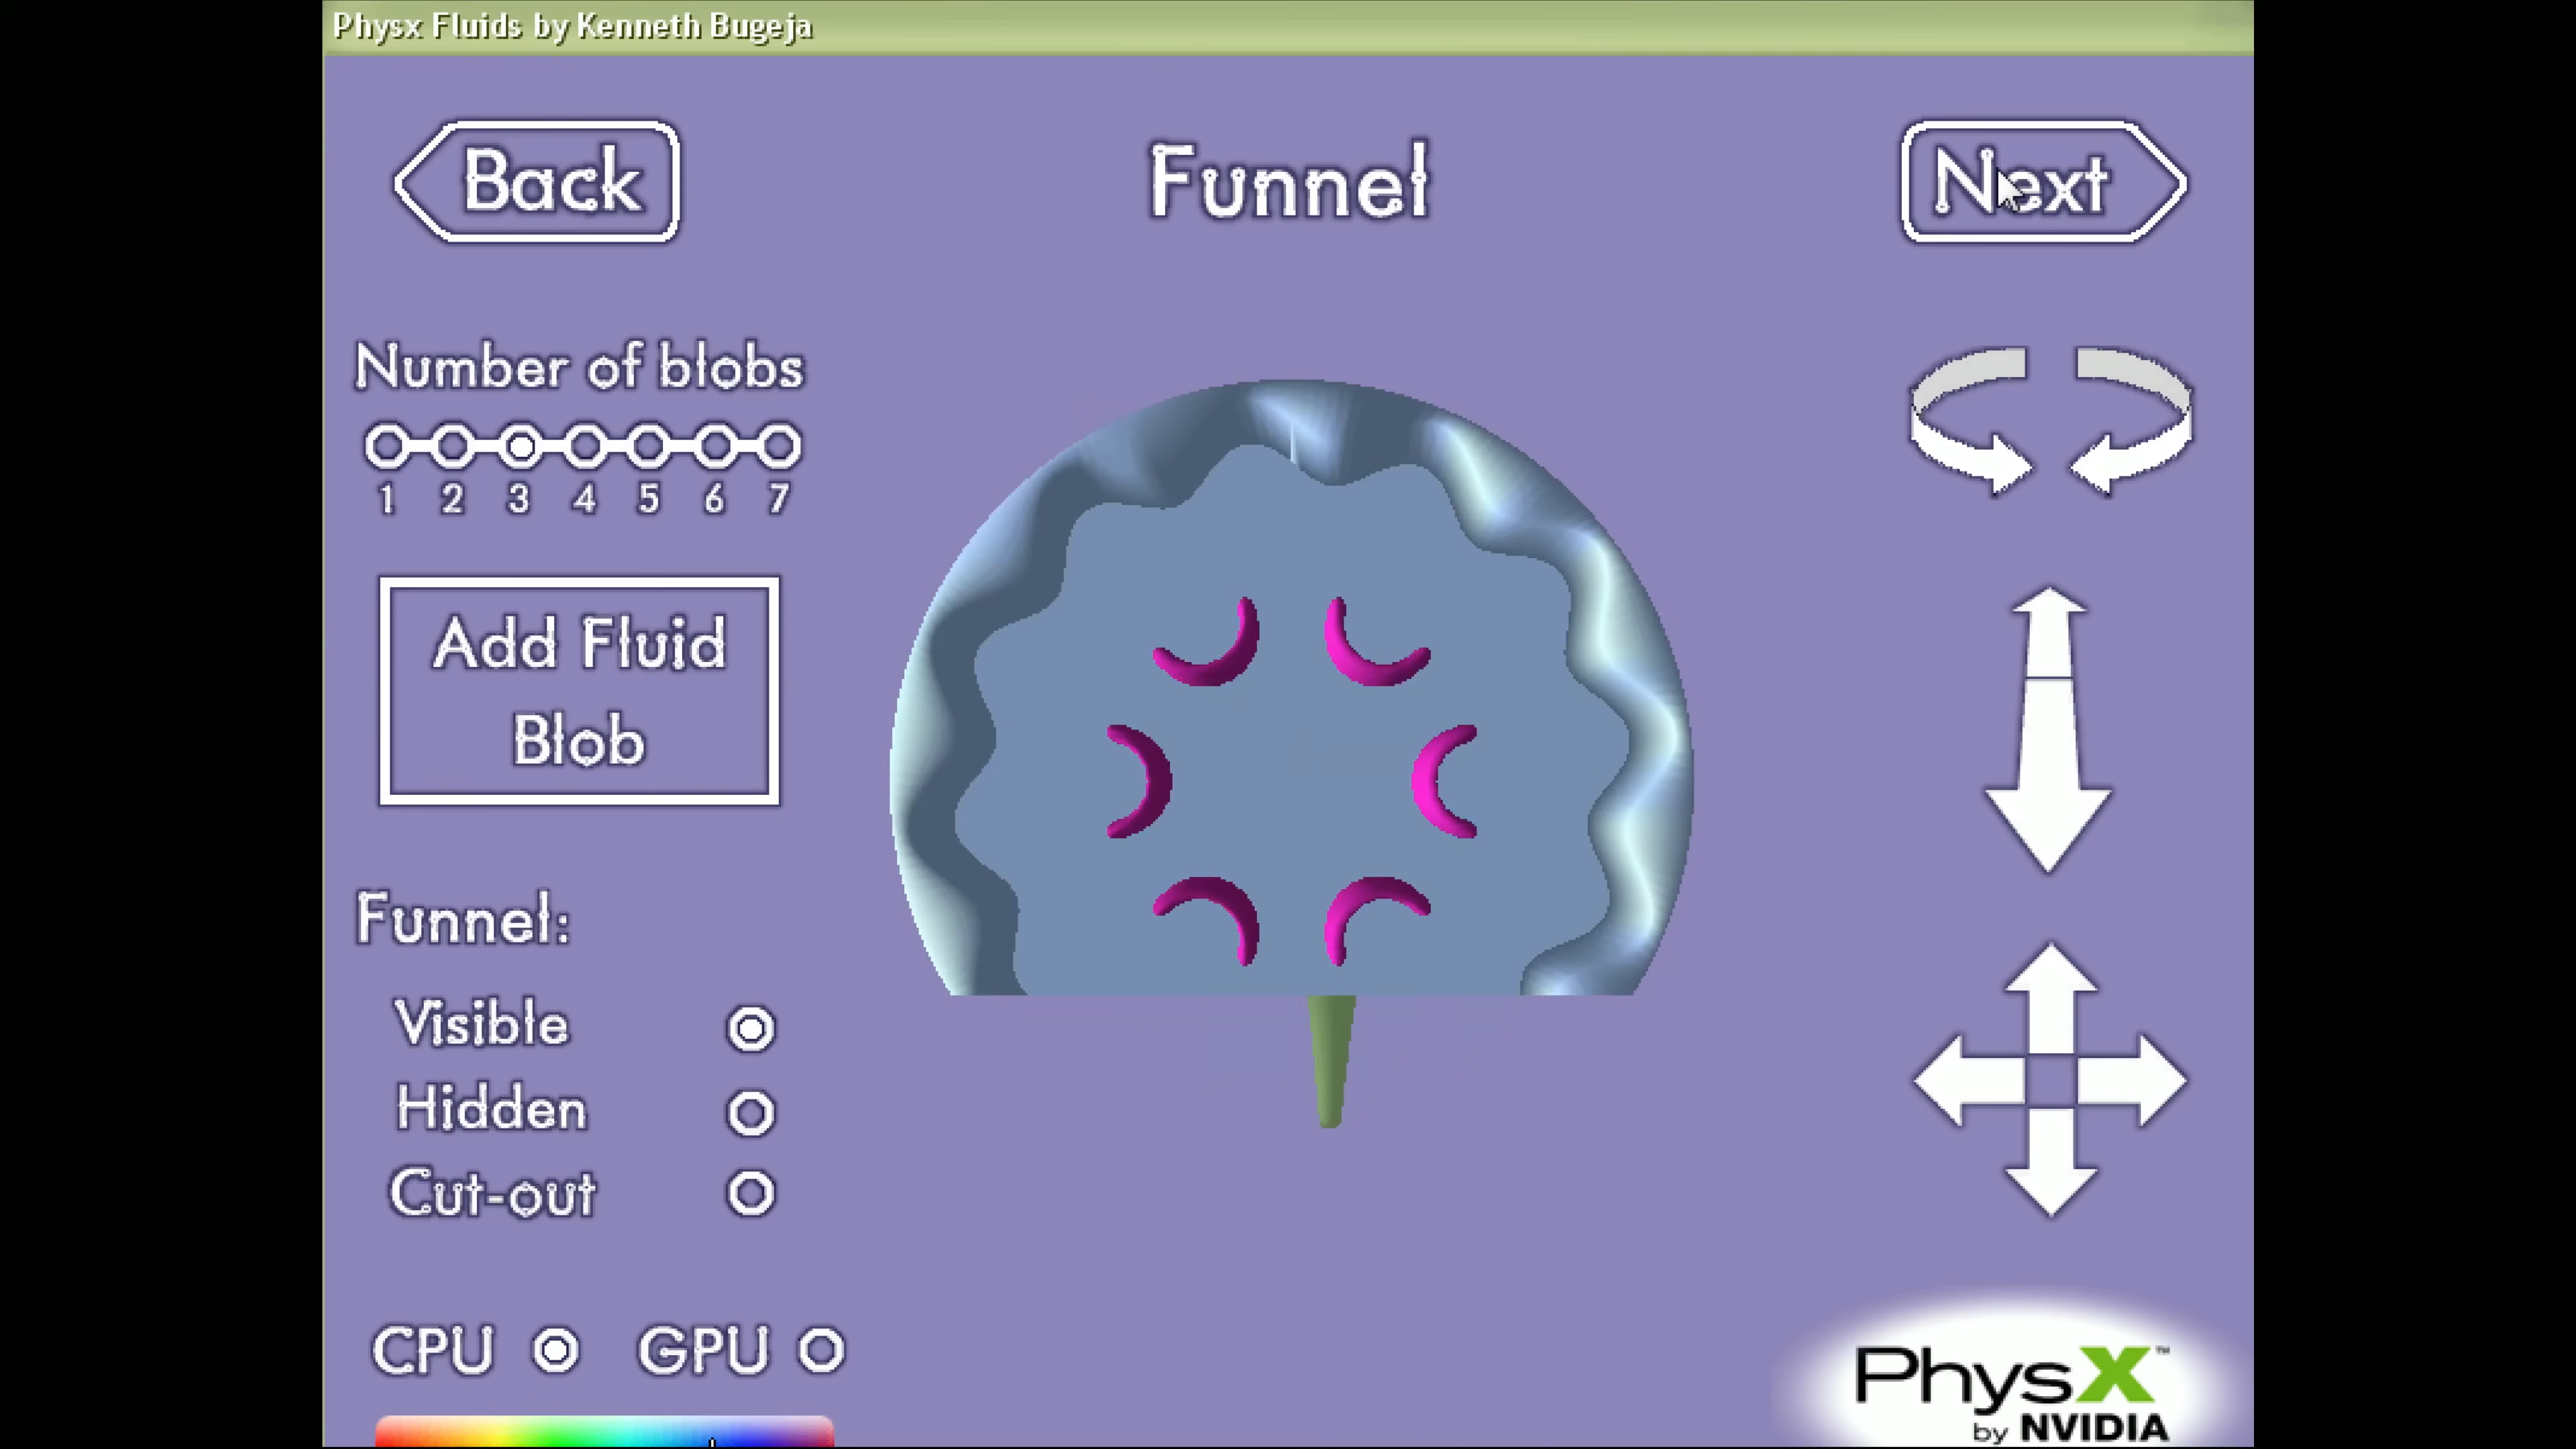 Physx Fluids by Kenneth Bugeja
Back
Funnel
Next
Number of blobs
1 2 3 4 5 6 7
Add Fluid
Blob
Funnel:
Visible
Hidden
Cut-out
CPU GPU
PhysX™
by NVIDIA